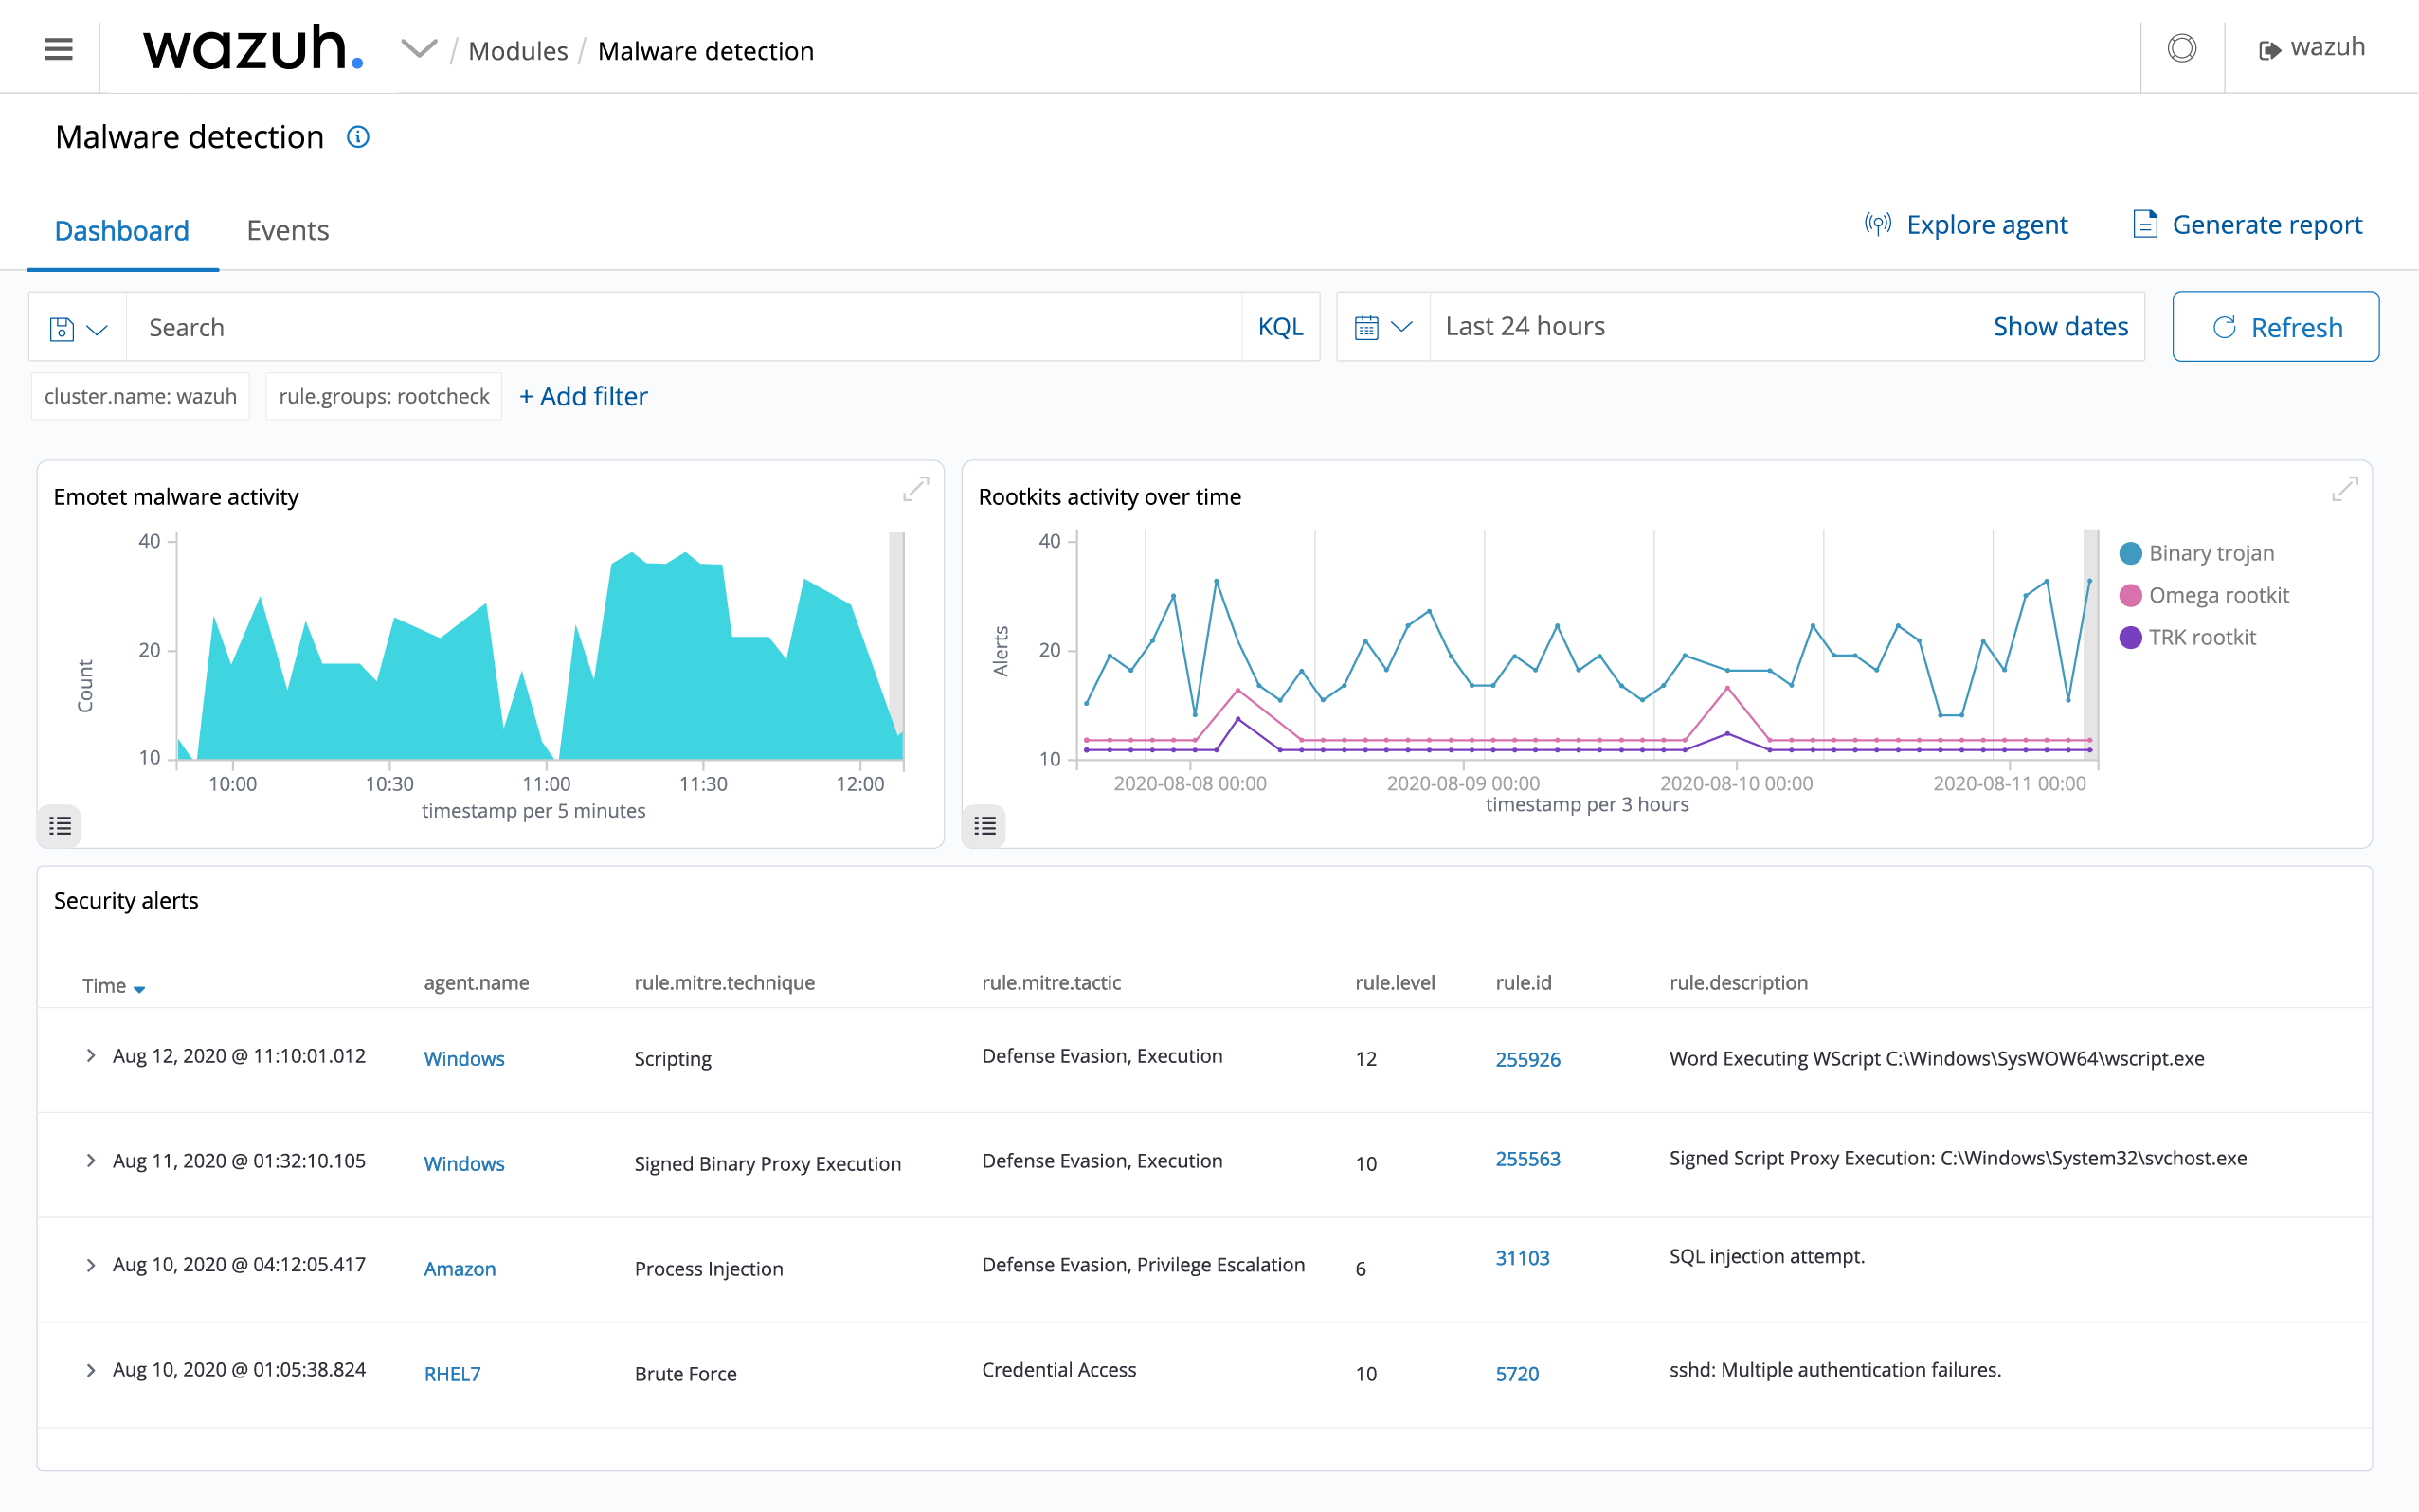 wazuh. / Modules / Malware detection wazuh
Malware detection
Dashboard Events Explore agent Generate report
Search KQL Last 24 hours Show dates Refresh
cluster.name: wazuh rule.groups: rootcheck + Add filter
Emotet malware activity
40
20
10
Count
10:00 10:30 11:00 11:30 12:00
timestamp per 5 minutes
Rootkits activity over time
40
20
10
Alerts
2020-08-08 00:00 2020-08-09 00:00 2020-08-10 00:00 2020-08-11 00:00
timestamp per 3 hours
Binary trojan
Omega rootkit
TRK rootkit
Security alerts
Time agent.name rule.mitre.technique rule.mitre.tactic rule.level rule.id rule.description
Aug 12, 2020 @ 11:10:01.012 Windows Scripting Defense Evasion, Execution 12 255926 Word Executing WScript C:\Windows\SysWOW64\wscript.exe
Aug 11, 2020 @ 01:32:10.105 Windows Signed Binary Proxy Execution Defense Evasion, Execution 10 255563 Signed Script Proxy Execution: C:\Windows\System32\svchost.exe
Aug 10, 2020 @ 04:12:05.417 Amazon Process Injection Defense Evasion, Privilege Escalation 6 31103 SQL injection attempt.
Aug 10, 2020 @ 01:05:38.824 RHEL7 Brute Force Credential Access 10 5720 sshd: Multiple authentication failures.